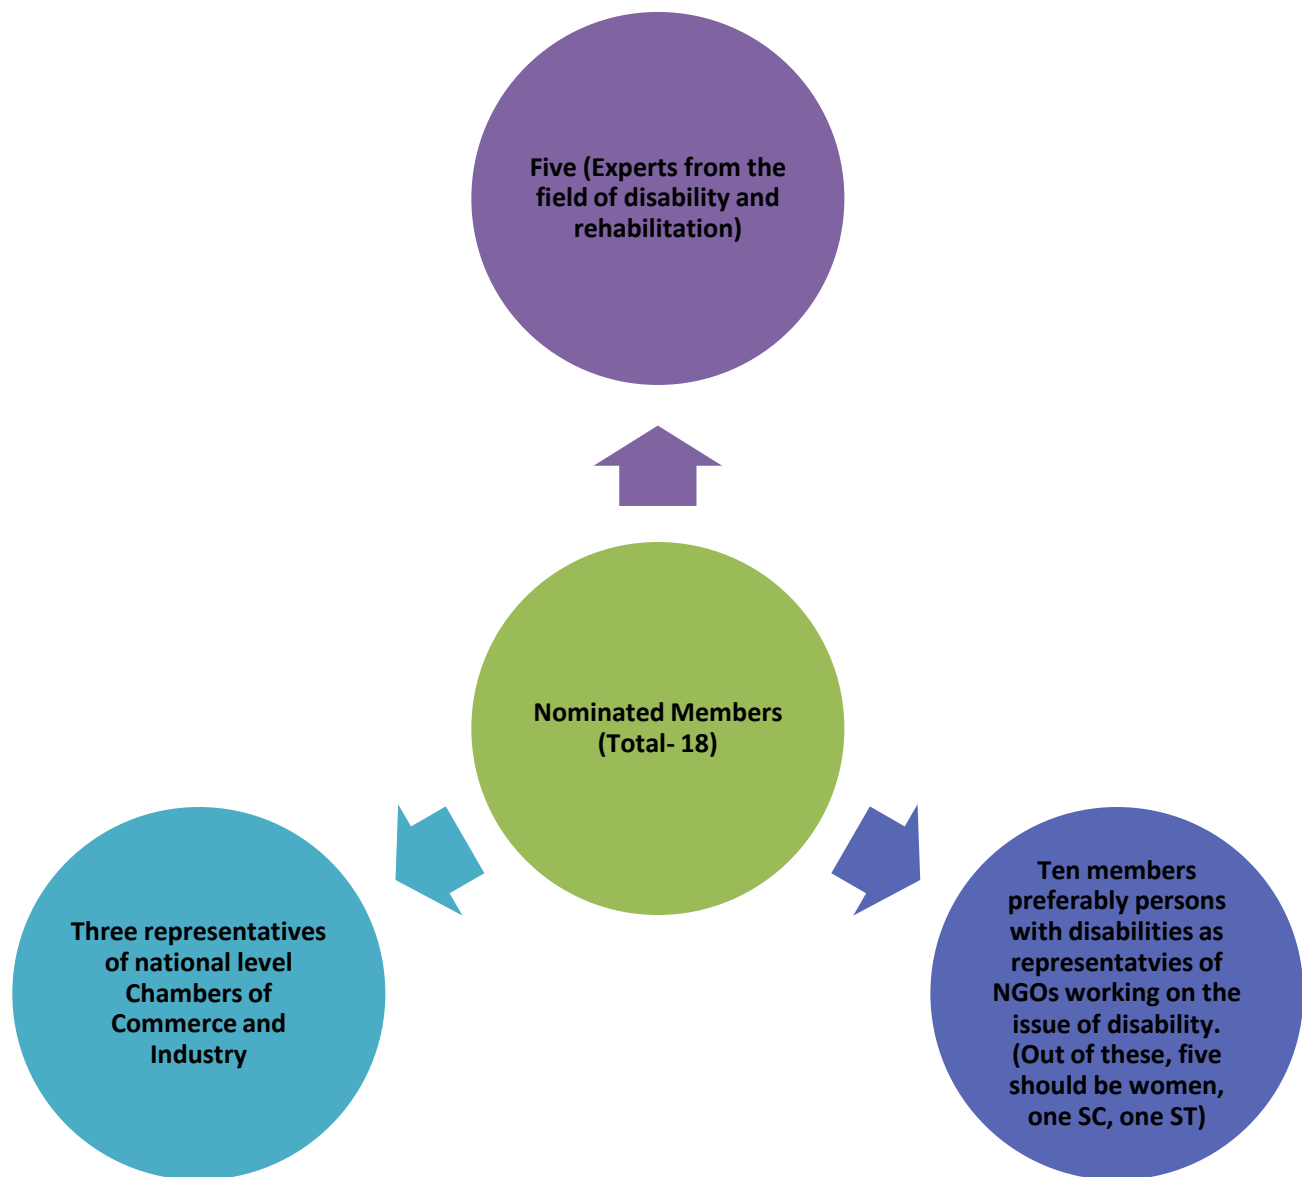 Five (Experts from the
field of disability and
rehabilitation)
Nominated Members
(Total- 18)
Three representatives
of national level
Chambers of
Commerce and
Industry
Ten members
preferably persons
with disabilities as
representatvies of
NGOs working on the
issue of disability.
(Out of these, five
should be women,
one SC, one ST)